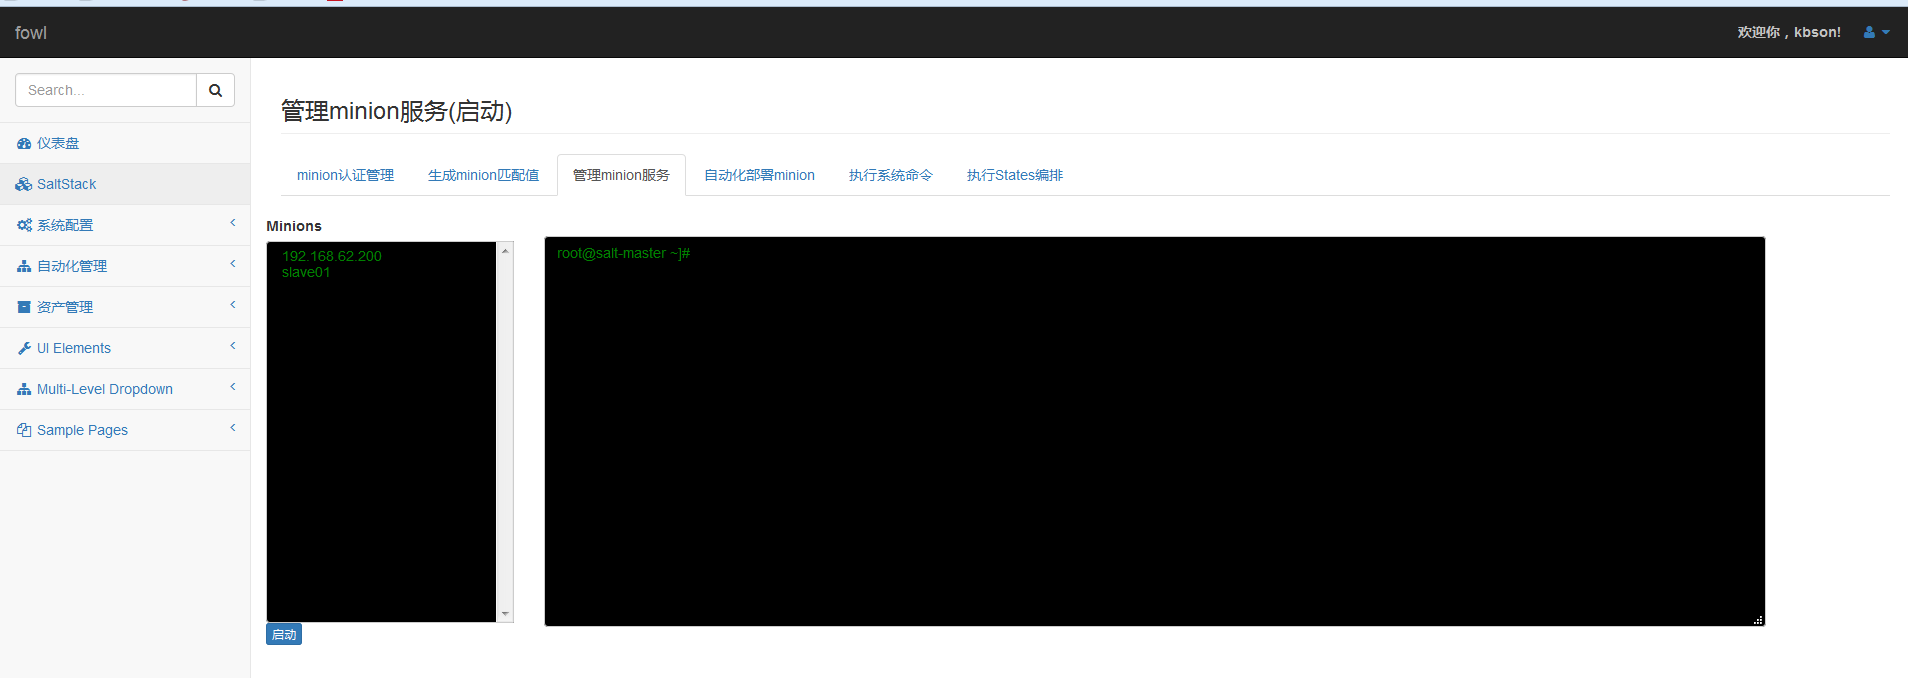 fowl
欢迎你，kbson!
Search...
仪表盘
SaltStack
系统配置
自动化管理
资产管理
UI Elements
Multi-Level Dropdown
Sample Pages
管理minion服务(启动)
minion认证管理 生成minion匹配值 管理minion服务 自动化部署minion 执行系统命令 执行States编排
Minions
192.168.62.200
slave01
启动
root@salt-master ~]#